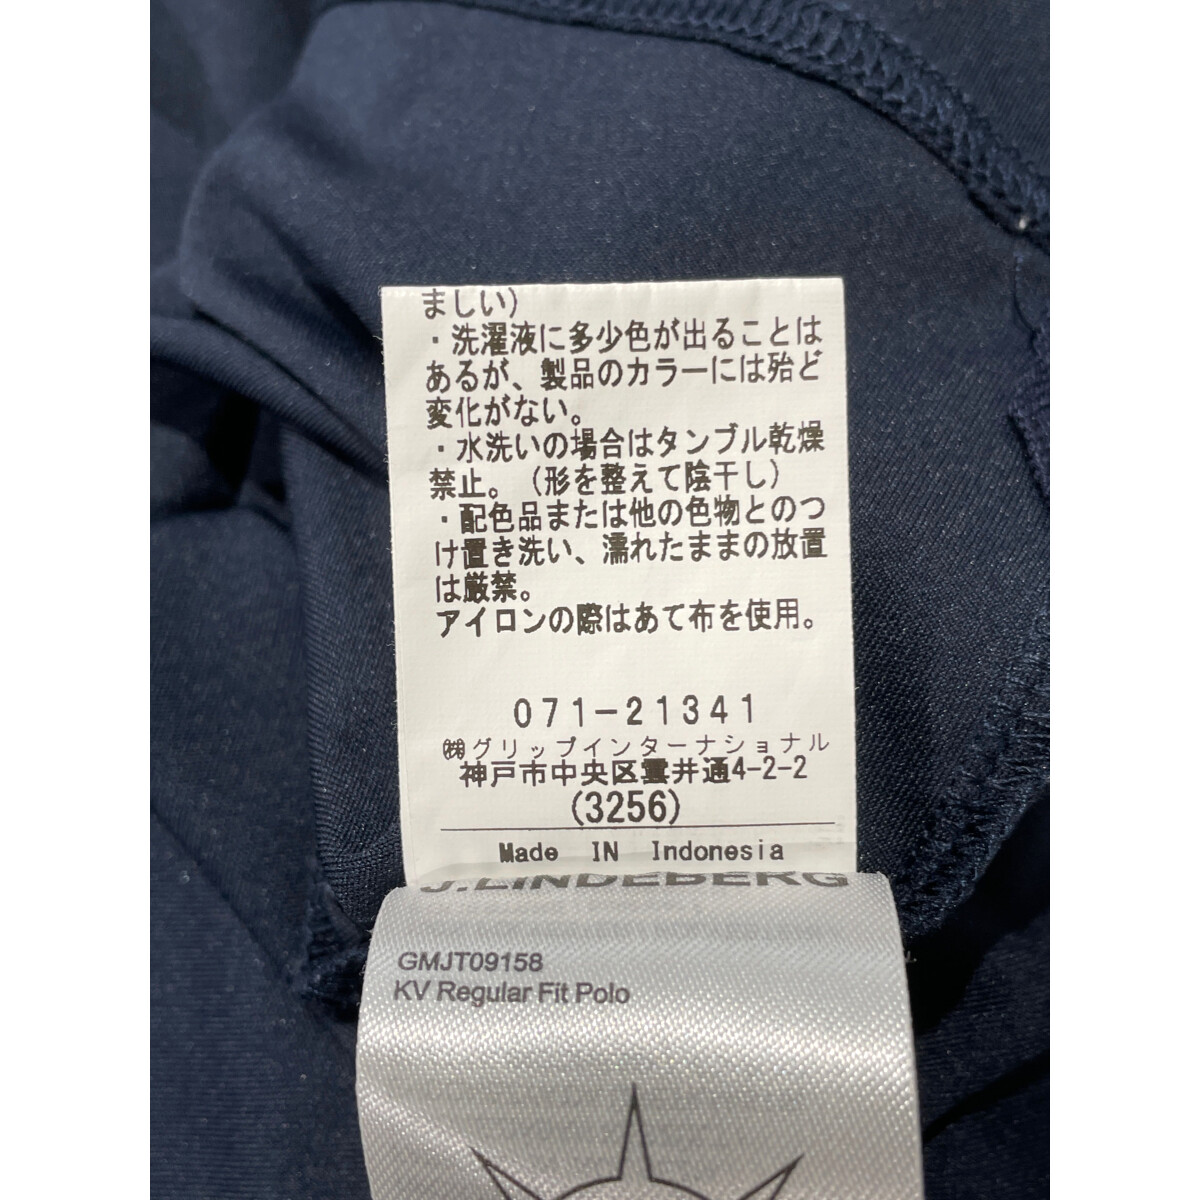 ましい)
・洗濯液に多少色が出ることは
あるが、製品のカラーには殆ど
変化がない。
・水洗いの場合はタンブル乾燥
禁止。(形を整えて陰干し)
・配色品または他の色物とのつ
け置き洗い、濡れたままの放置
は厳禁。
アイロンの際はあて布を使用。
071-21341
㈱グリップインターナショナル
神戸市中央区雲井通4-2-2
(3256)
Made IN Indonesia
J.LINDEBERG
GMJT09158
KV Regular Fit Polo